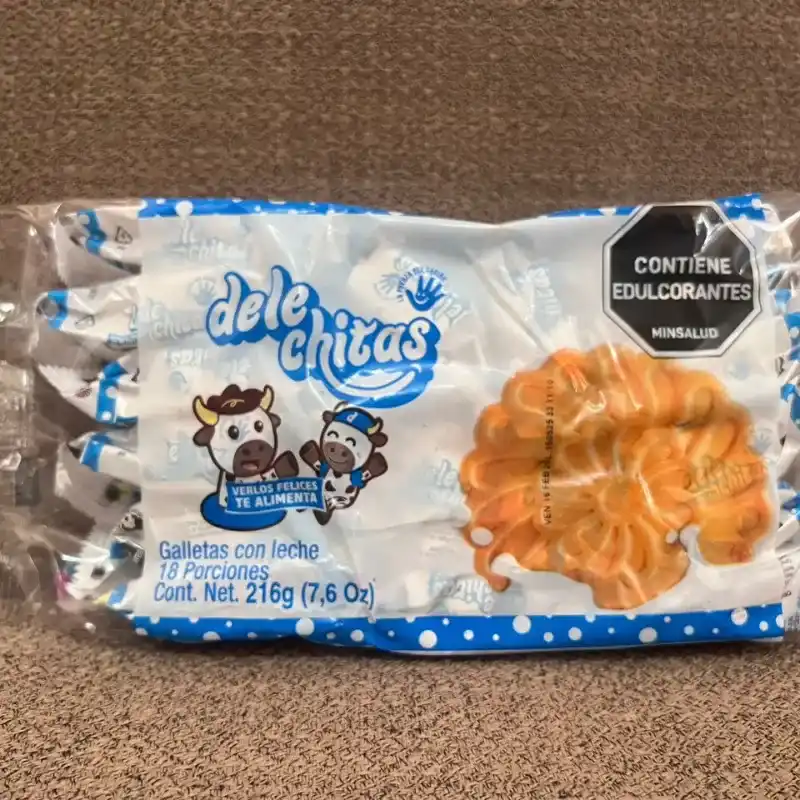 dele
chitas
CONTIENE
EDULCORANTES
MINSALUD
VERLOS FELICES
TE ALIMENTA
Galletas con leche
18 Porciones
Cont. Net. 216g (7,6 Oz)